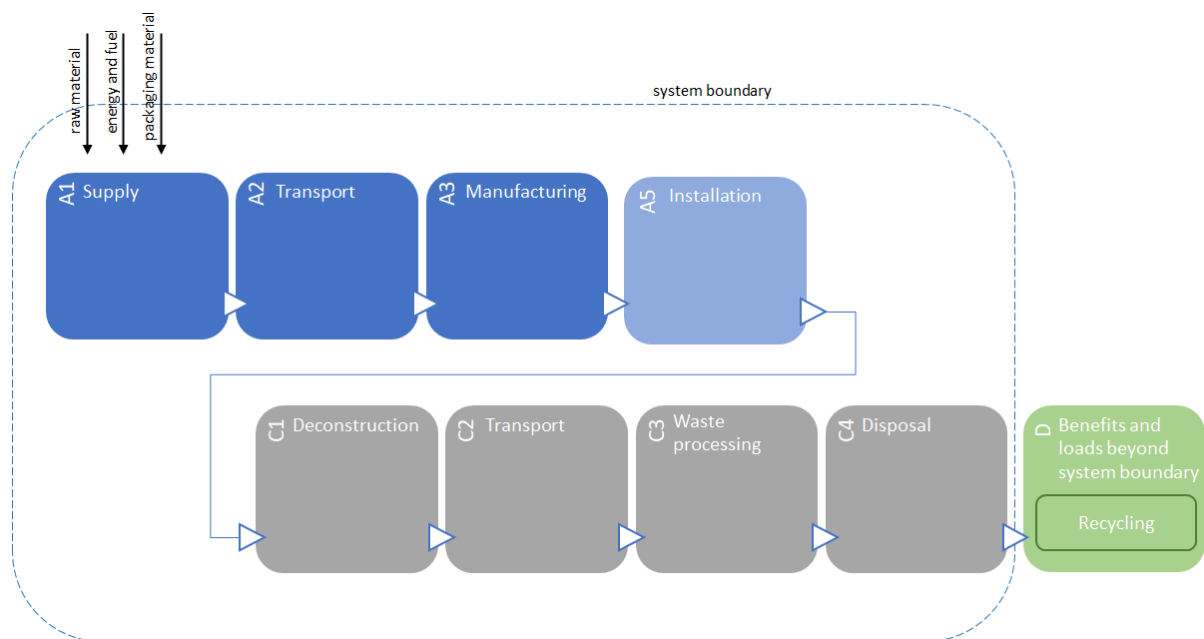 raw material
energy and fuel
packaging material
system boundary
A1 Supply
A2 Transport
A3 Manufacturing
A5 Installation
C1 Deconstruction
C2 Transport
C3 Waste
processing
C4 Disposal
D Benefits and
loads beyond
system boundary
Recycling